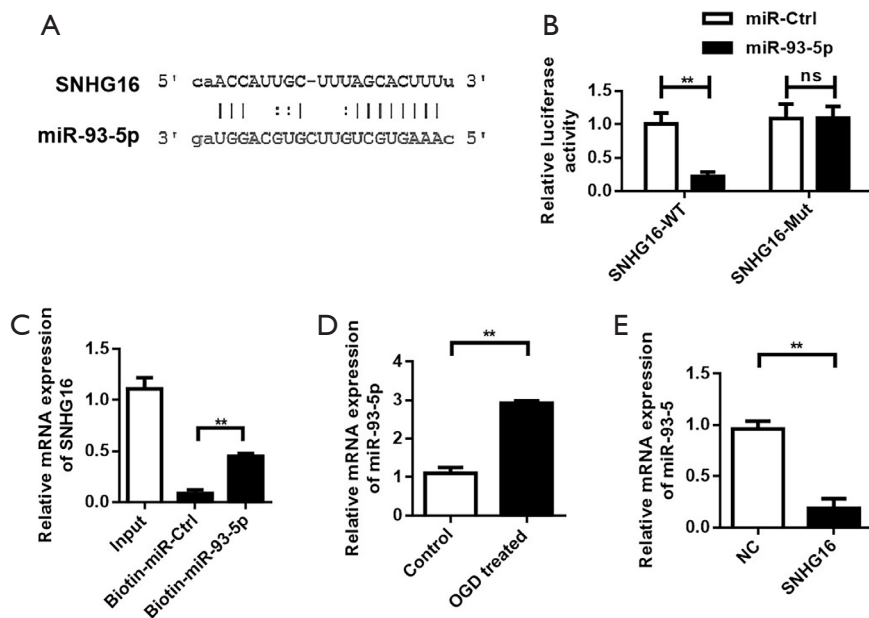 A
SNHG16 5' caACCAUUGC-UUUAGCACUUUu 3'
||| ::| :||||||||
miR-93-5p 3' gaUGGACGUGCUUGUCGUGAAAc 5'
B
miR-Ctrl
miR-93-5p
Relative luciferase
activity
1.5
1.0
0.5
0.0
**
ns
SNHG16-WT
SNHG16-Mut
C
Relative mRNA expression
of SNHG16
1.5
1.0
0.5
0.0
**
Input
Biotin-miR-Ctrl
Biotin-miR-93-5p
D
Relative mRNA expression
of miR-93-5p
4
3
2
1
0
**
Control
OGD treated
E
Relative mRNA expression
of miR-93-5
1.5
1.0
0.5
0.0
**
NC
SNHG16